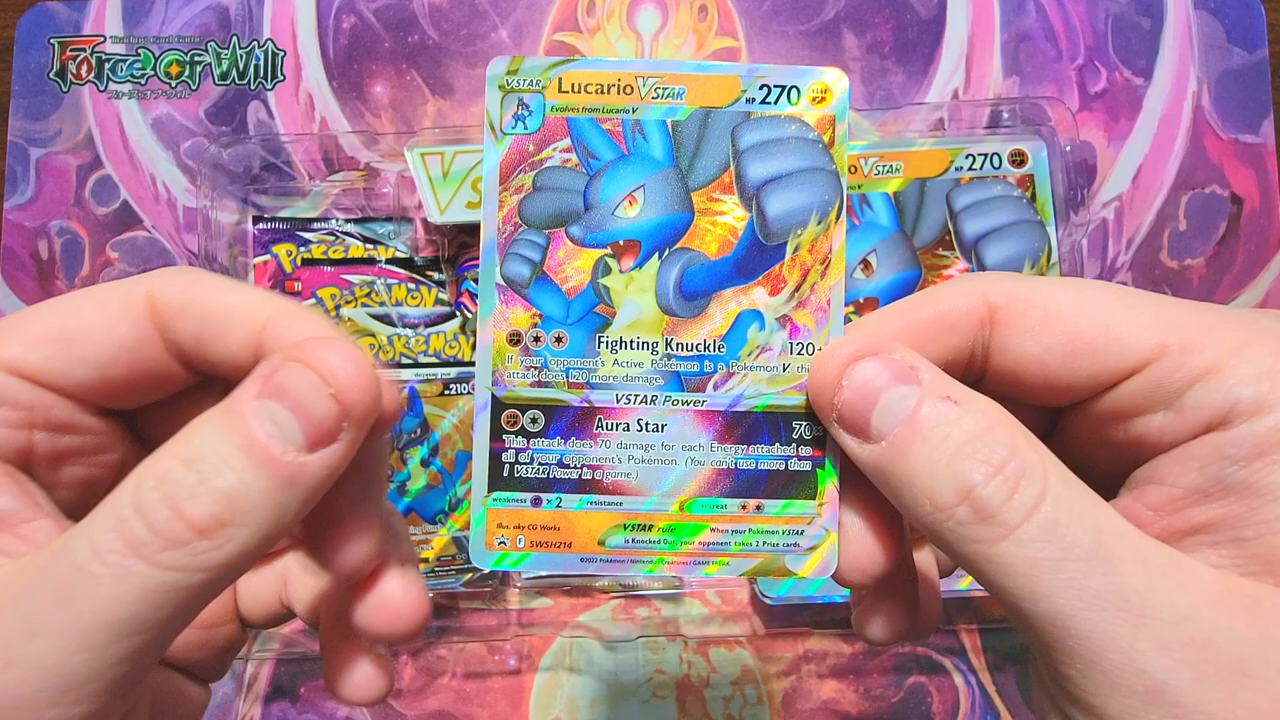 Trading Card Game
Force of Will
フォース・オブ・ウィル
VSTAR Lucario VSTAR HP 270
Evolves from Lucario V
Fighting Knuckle 120+
If your opponent's Active Pokémon is a Pokémon V, thi
attack does 120 more damage.
VSTAR Power
Aura Star 70×
This attack does 70 damage for each Energy attached to
all of your opponent's Pokémon. (You can't use more than
1 VSTAR Power in a game.)
weakness ×2 resistance retreat
Illus. aky CG Works
VSTAR rule When your Pokémon VSTAR
is Knocked Out, your opponent takes 2 Prize cards.
F SWSH214
©2022 Pokémon / Nintendo / Creatures / GAME FREAK
VS
Pokémon
Pokémon
Pokémon
HP 210
o VSTAR HP 270